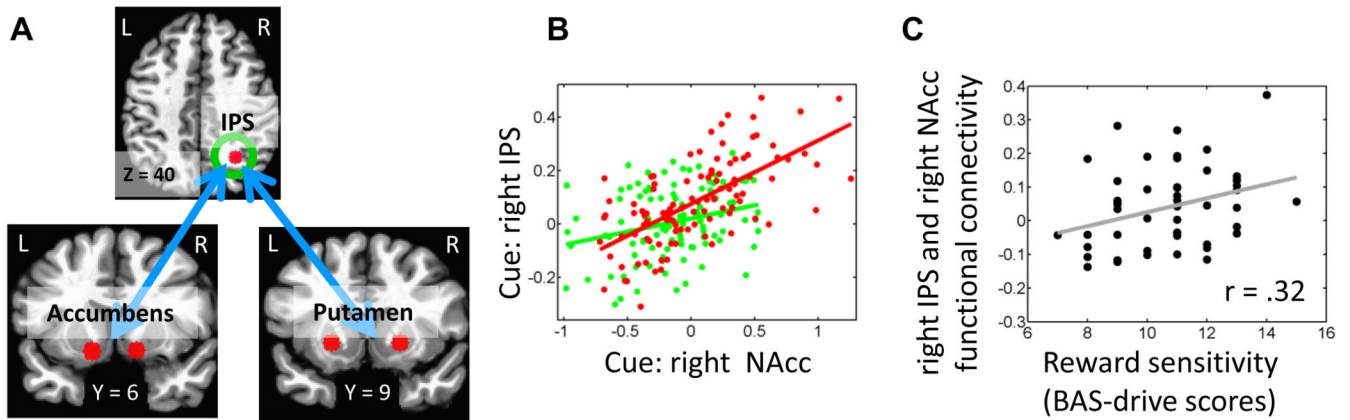 A
L
R
IPS
Z = 40
L
R
Accumbens
Y = 6
L
R
Putamen
Y = 9
B
Cue: right IPS
0.4
0.2
0
-0.2
-1
-0.5
0
0.5
1
Cue: right NAcc
C
right IPS and right NAcc
functional connectivity
0.4
0.3
0.2
0.1
0
-0.1
-0.2
-0.3
r = .32
6
8
10
12
14
16
Reward sensitivity
(BAS-drive scores)